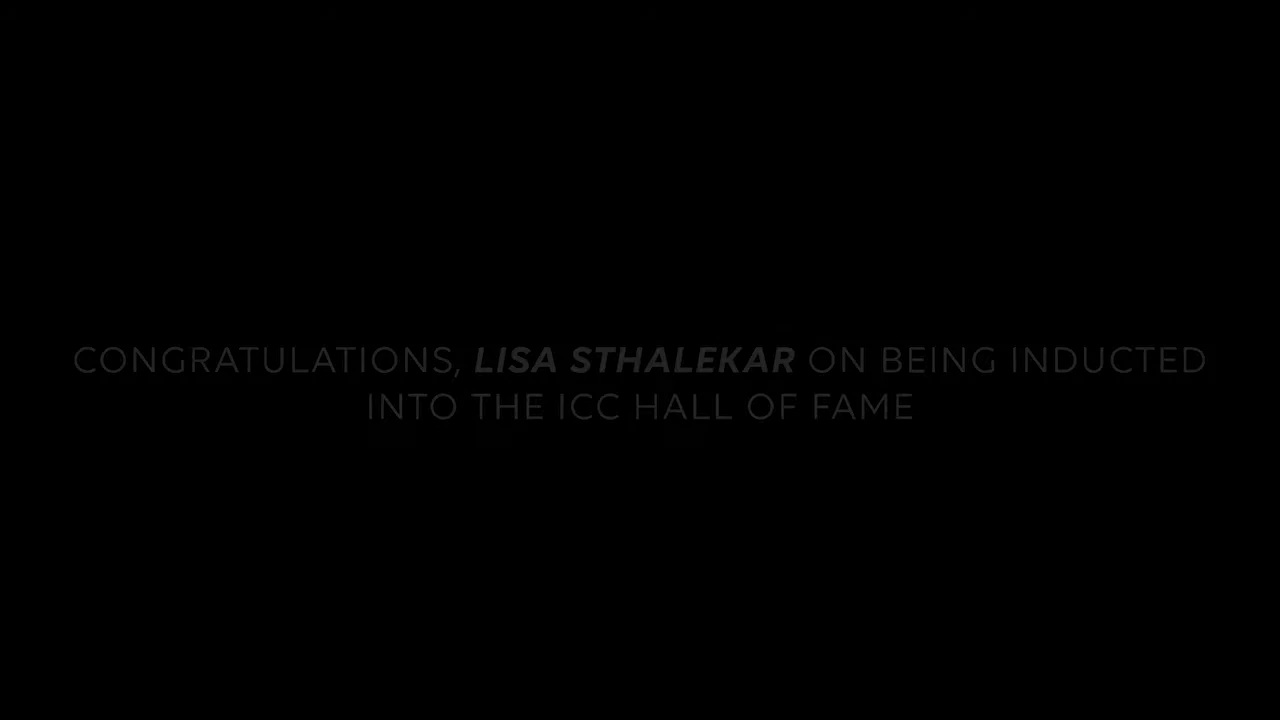 CONGRATULATIONS, LISA STHALEKAR ON BEING INDUCTED
INTO THE ICC HALL OF FAME